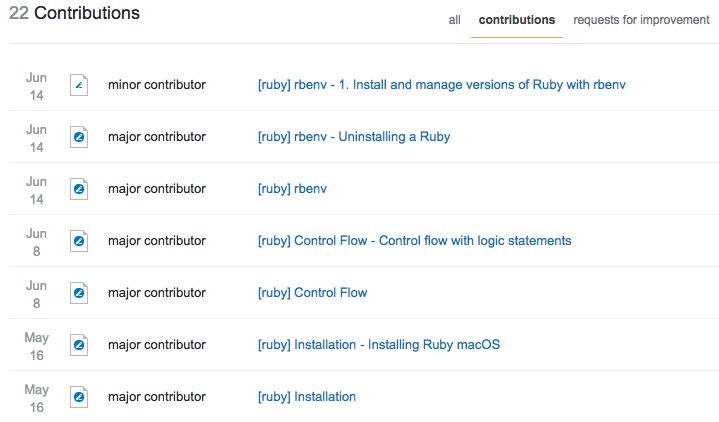 22 Contributions
all contributions requests for improvement
Jun
14
minor contributor [ruby] rbenv - 1. Install and manage versions of Ruby with rbenv
Jun
14
major contributor [ruby] rbenv - Uninstalling a Ruby
Jun
14
major contributor [ruby] rbenv
Jun
8
major contributor [ruby] Control Flow - Control flow with logic statements
Jun
8
major contributor [ruby] Control Flow
May
16
major contributor [ruby] Installation - Installing Ruby macOS
May
16
major contributor [ruby] Installation